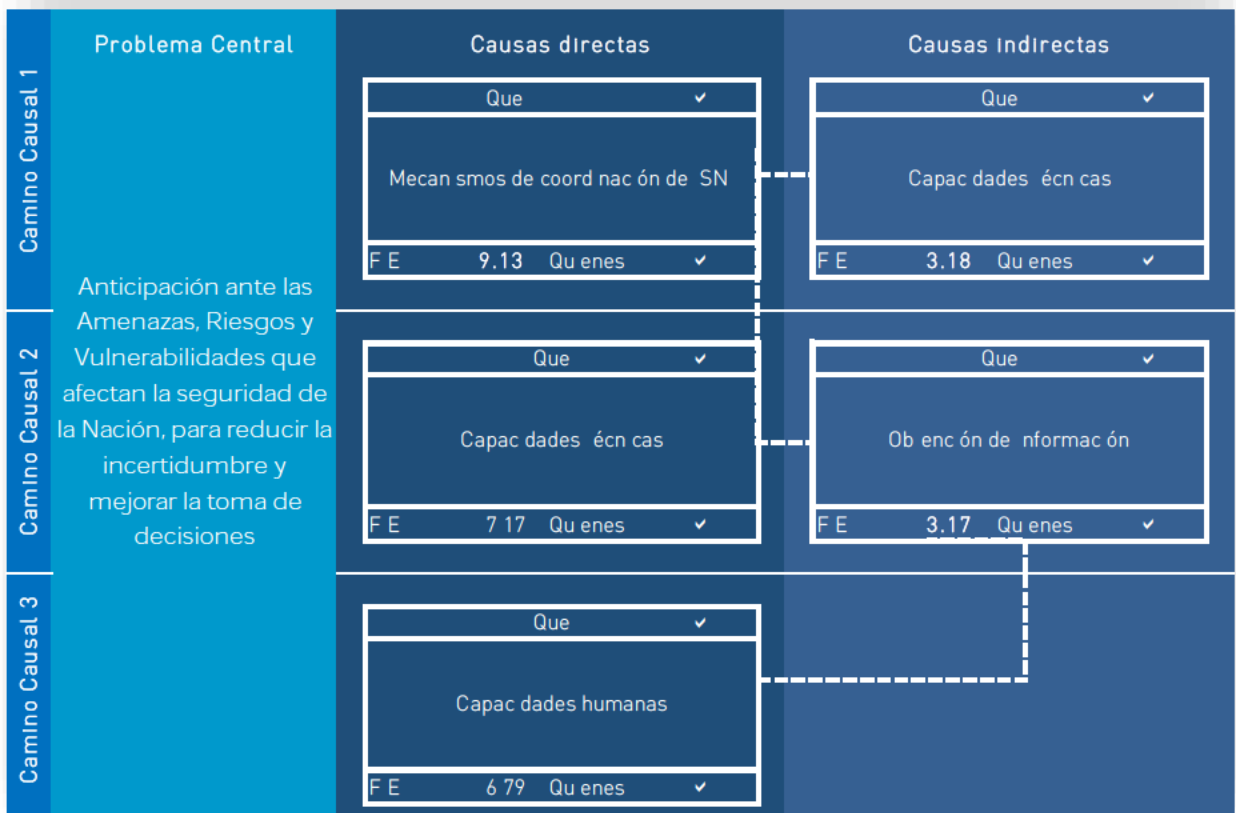 Problema Central
Causas directas
Causas indirectas
Camino Causal 1
Que ✓
Mecan smos de coord nac ón de SN
F E 9.13 Qu enes ✓
Que ✓
Capac dades écn cas
F E 3.18 Qu enes ✓
Anticipación ante las
Amenazas, Riesgos y
Vulnerabilidades que
afectan la seguridad de
la Nación, para reducir la
incertidumbre y
mejorar la toma de
decisiones
Camino Causal 2
Que ✓
Capac dades écn cas
F E 7 17 Qu enes ✓
Que ✓
Ob enc ón de nformac ón
F E 3.17 Qu enes ✓
Camino Causal 3
Que ✓
Capac dades humanas
F E 6 79 Qu enes ✓